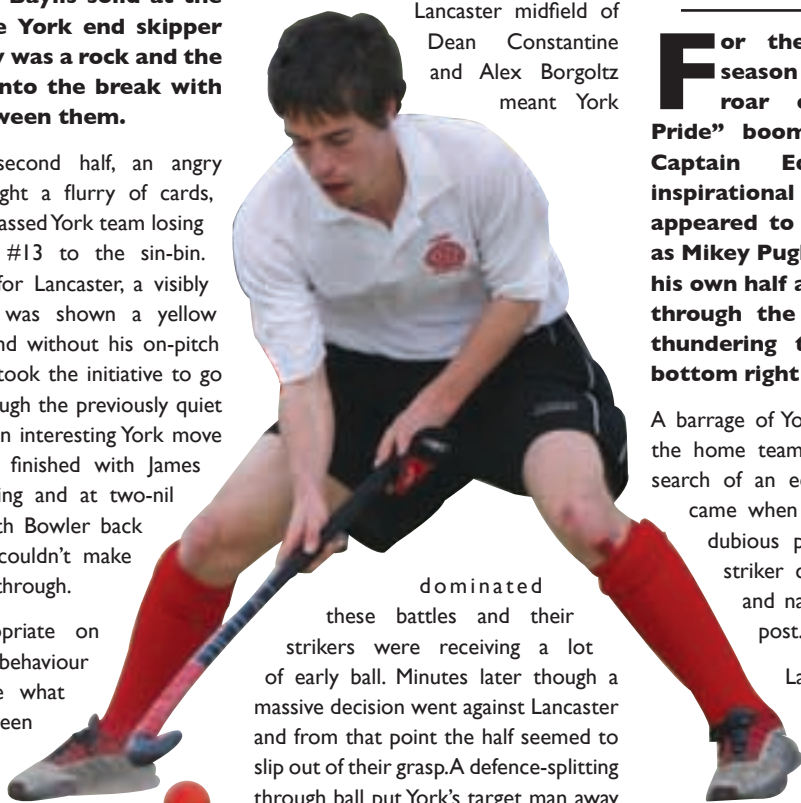 Baylis solid at the
e York end skipper
y was a rock and the
nto the break with
ween them.
second half, an angry
ght a flurry of cards,
assed York team losing
#13 to the sin-bin.
for Lancaster, a visibly
was shown a yellow
nd without his on-pitch
took the initiative to go
ugh the previously quiet
n interesting York move
finished with James
ing and at two-nil
th Bowler back
couldn't make
through.
opriate on
behaviour
e what
een
Lancaster midfield of
Dean Constantine
and Alex Borgoltz
meant York
dominated
these battles and their
strikers were receiving a lot
of early ball. Minutes later though a
massive decision went against Lancaster
and from that point the half seemed to
slip out of their grasp. A defence-splitting
through ball put York's target man away
For the
season
roar
Pride” boom
Captain Ed
inspirational
appeared to
as Mikey Pugh
his own half a
through the
thundering t
bottom right
A barrage of Yo
the home team
search of an e
came when
dubious p
striker
and na
post.
La